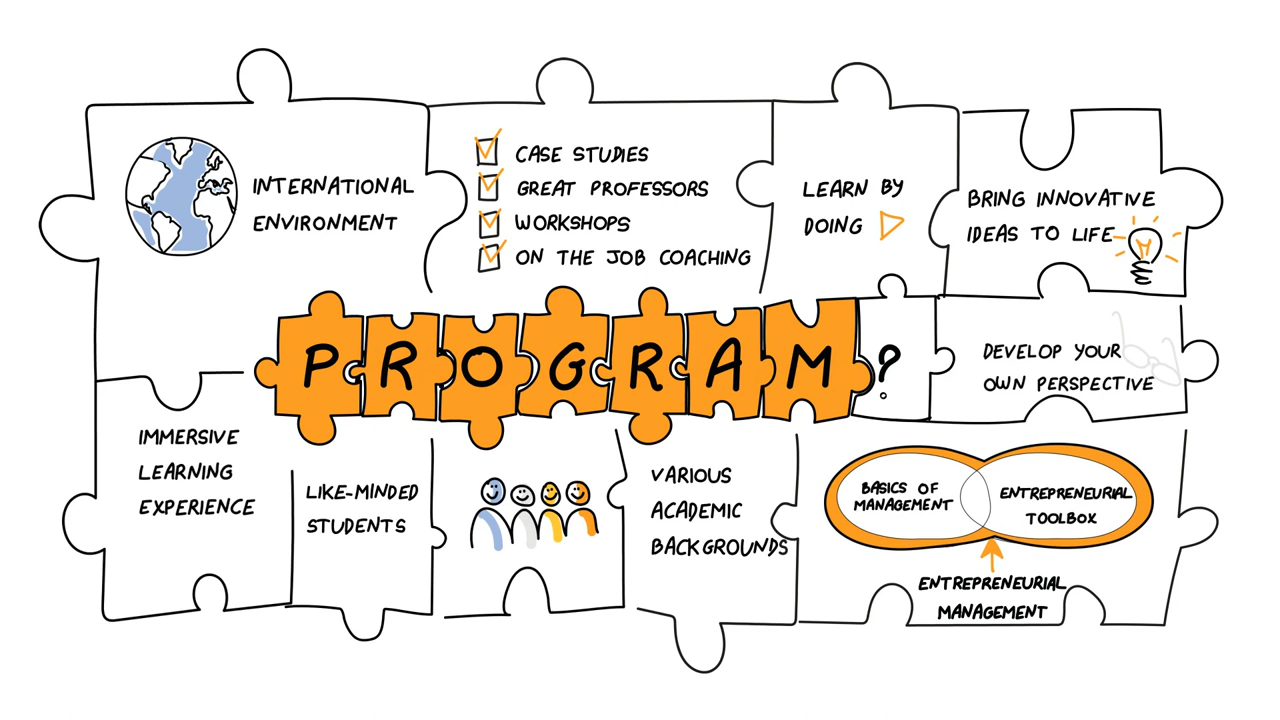 INTERNATIONAL
ENVIRONMENT
CASE STUDIES
GREAT PROFESSORS
WORKSHOPS
ON THE JOB COACHING
LEARN BY
DOING
BRING INNOVATIVE
IDEAS TO LIFE
PROGRAM?
DEVELOP YOUR
OWN PERSPECTIVE
IMMERSIVE
LEARNING
EXPERIENCE
LIKE-MINDED
STUDENTS
VARIOUS
ACADEMIC
BACKGROUNDS
BASICS OF
MANAGEMENT
ENTREPRENEURIAL
TOOLBOX
ENTREPRENEURIAL
MANAGEMENT